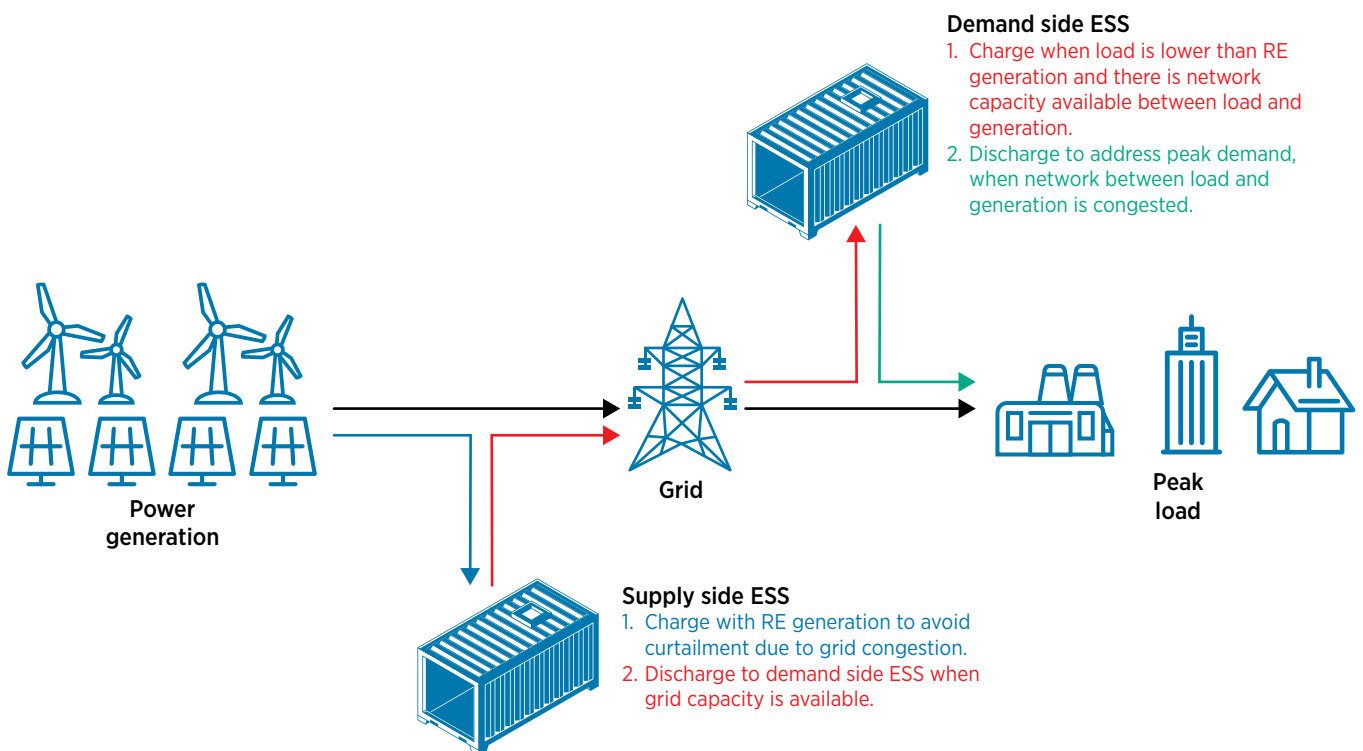 Demand side ESS
1. Charge when load is lower than RE
generation and there is network
capacity available between load and
generation.
2. Discharge to address peak demand,
when network between load and
generation is congested.
Power
generation
Grid
Peak
load
Supply side ESS
1. Charge with RE generation to avoid
curtailment due to grid congestion.
2. Discharge to demand side ESS when
grid capacity is available.